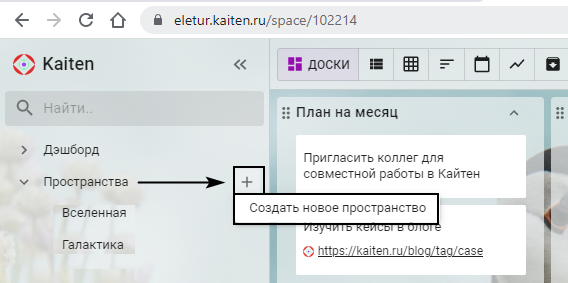 eletur.kaiten.ru/space/102214
Kaiten
ДОСКИ
Найти..
План на месяц
Дэшборд
Пригласить коллег для
совместной работы в Кайтен
Пространства
Создать новое пространство
Вселенная
Изучить кейсы в блоге
Галактика
https://kaiten.ru/blog/tag/case